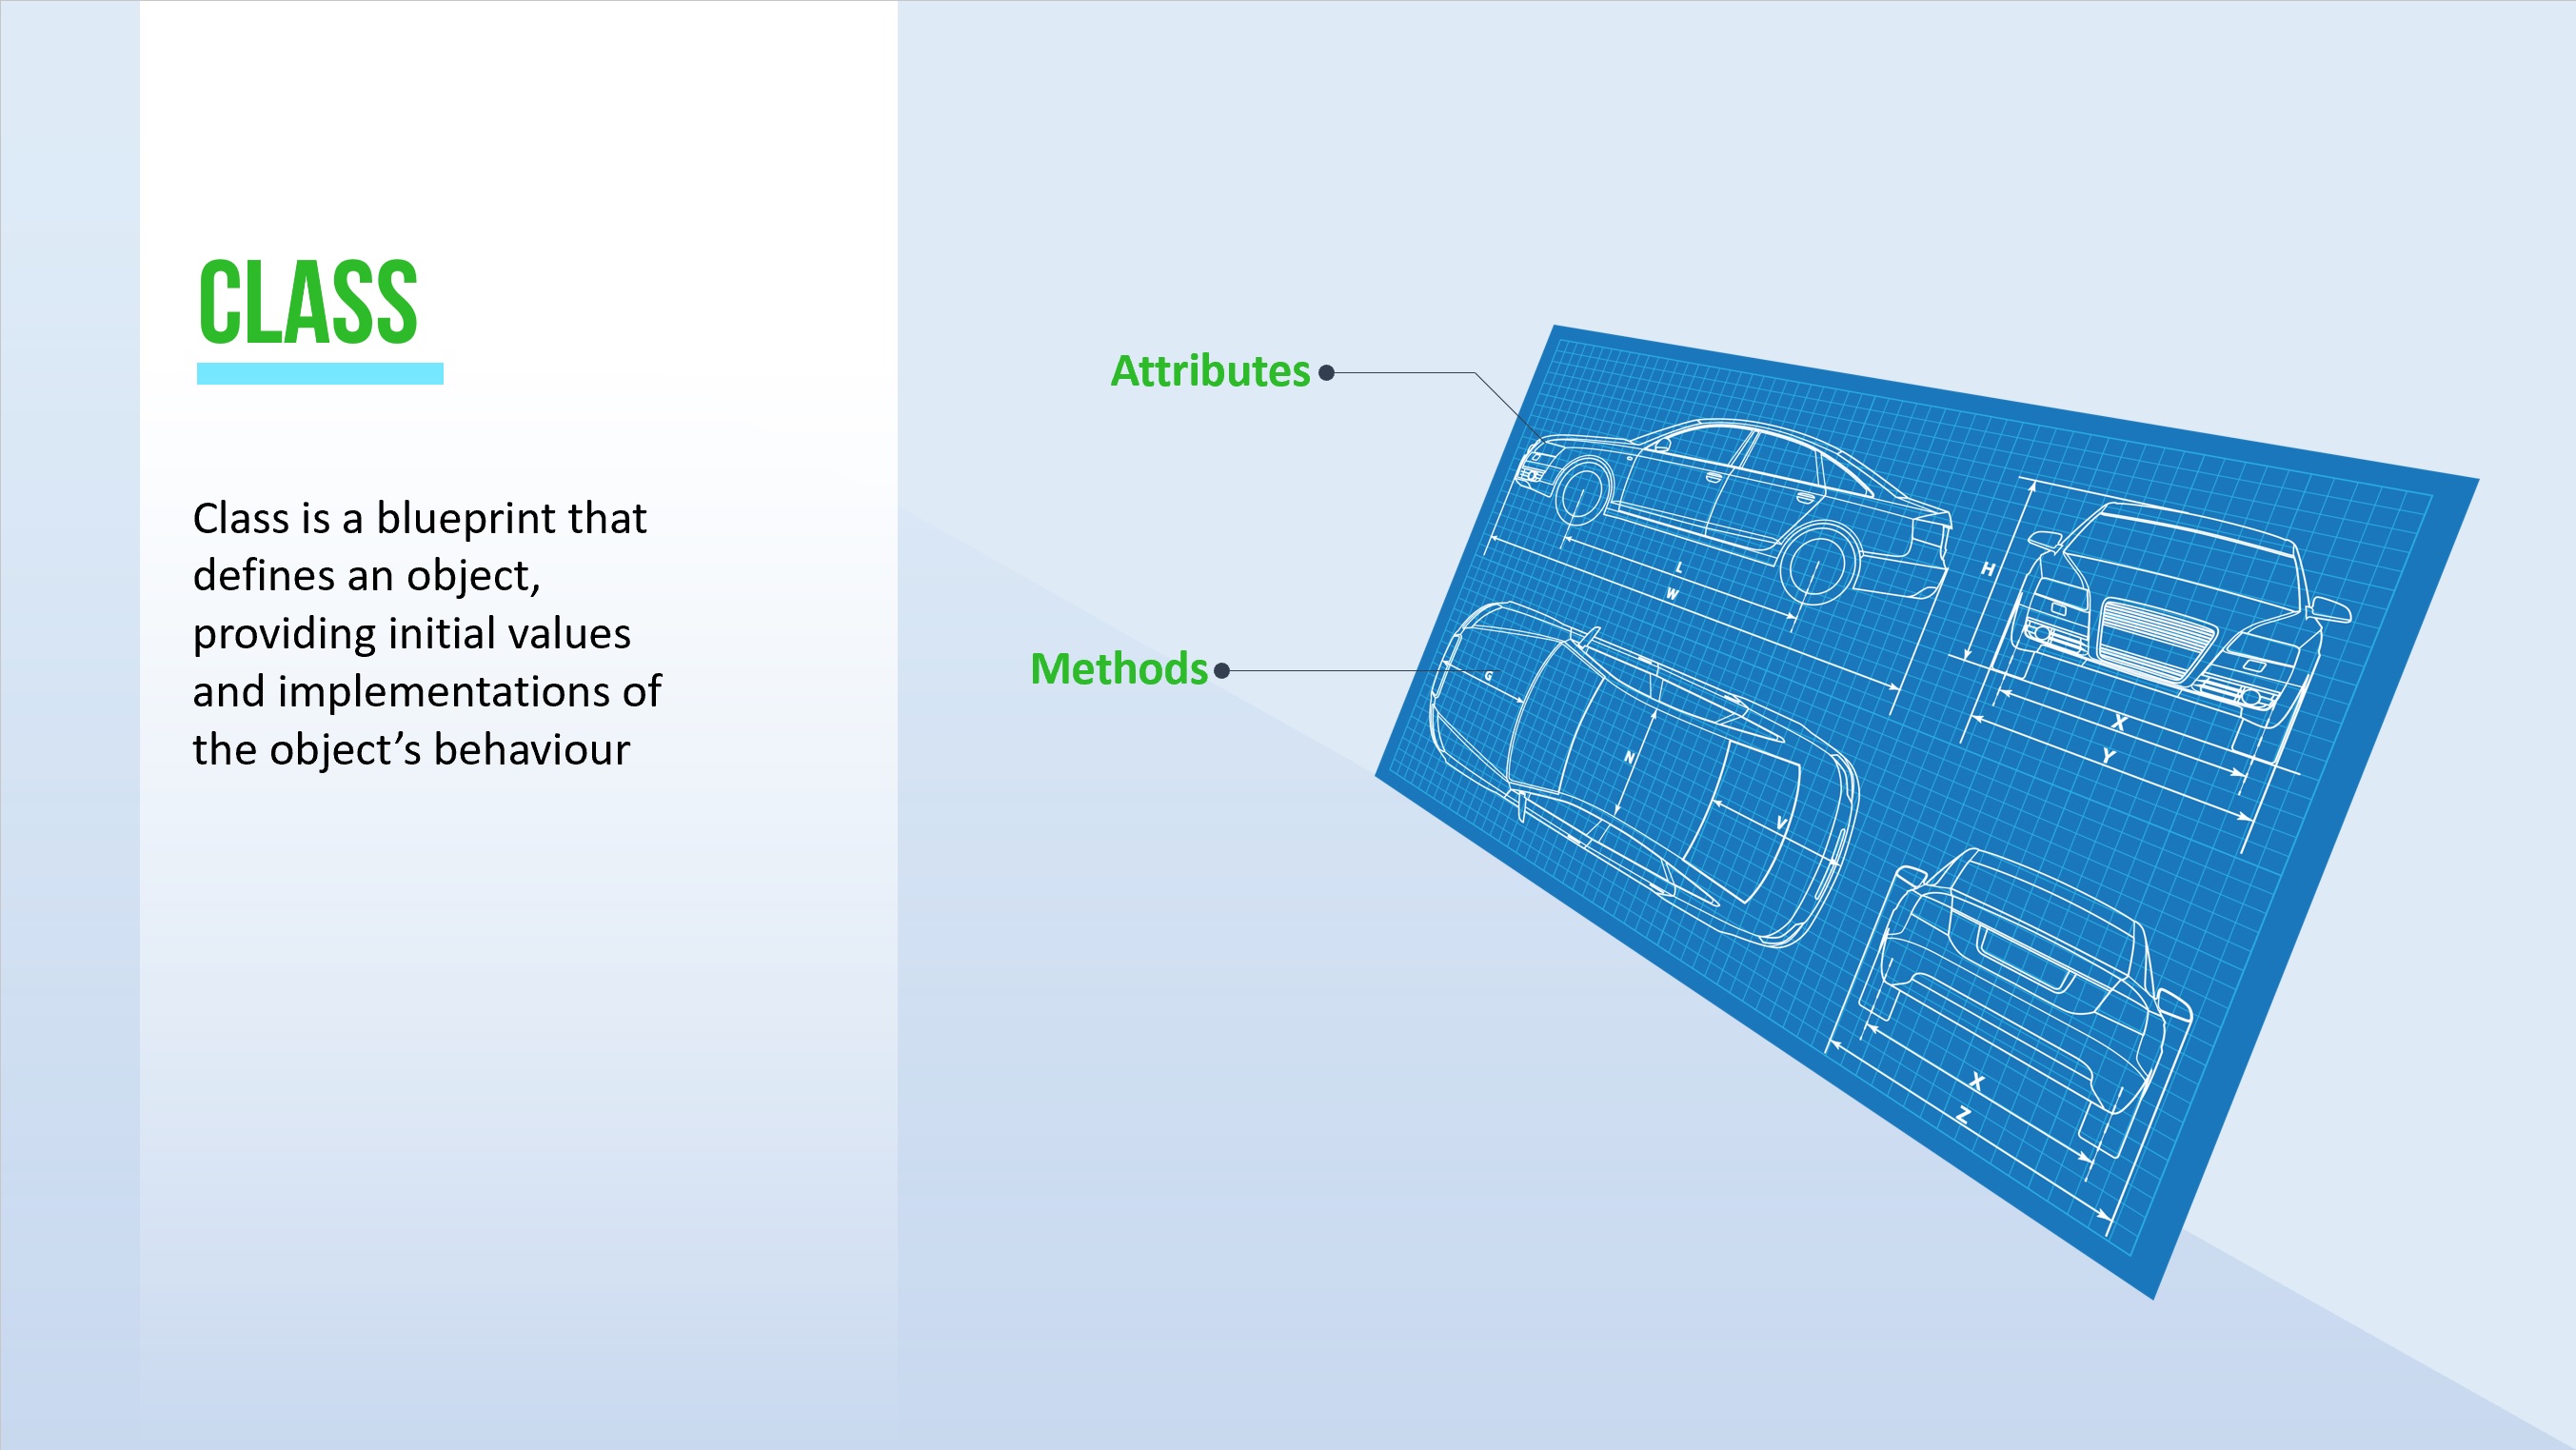 CLASS
Class is a blueprint that
defines an object,
providing initial values
and implementations of
the object’s behaviour
Attributes
Methods
L
W
H
X
Y
G
N
V
X
Z